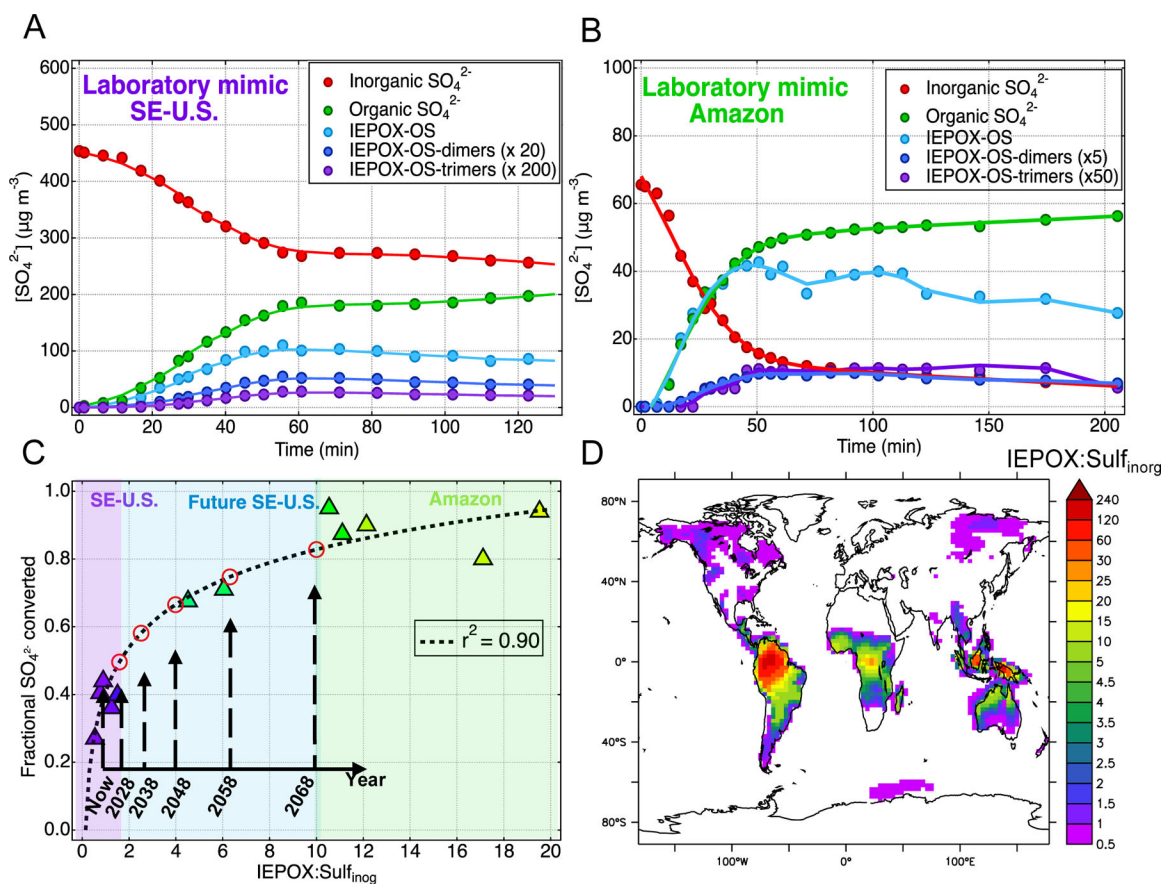 A
Laboratory mimic
SE-U.S.
Inorganic SO₄²⁻
Organic SO₄²⁻
IEPOX-OS
IEPOX-OS-dimers (x 20)
IEPOX-OS-trimers (x 200)
[SO₄²⁻] (µg m⁻³)
600
500
400
300
200
100
0
0 20 40 60 80 100 120
Time (min)
B
Laboratory mimic
Amazon
Inorganic SO₄²⁻
Organic SO₄²⁻
IEPOX-OS
IEPOX-OS-dimers (x5)
IEPOX-OS-trimers (x50)
[SO₄²⁻] (µg m⁻³)
100
80
60
40
20
0
0 50 100 150 200
Time (min)
C
SE-U.S. Future SE-U.S. Amazon
Fractional SO₄²⁻ converted
1.0
0.8
0.6
0.4
0.2
0.0
r² = 0.90
Year
Now 2028 2038 2048 2058 2068
0 2 4 6 8 10 12 14 16 18 20
IEPOX:Sulf_inog
D
IEPOX:Sulf_inorg
80°N
40°N
0°
40°S
80°S
100°W 0° 100°E
240
120
60
30
25
20
15
10
5
4.5
4
3.5
3
2.5
2
1.5
1
0.5